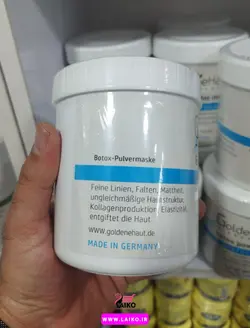 Botox-Pulvermaske
Feine Linien, Falten, Mattheit,
ungleichmäßige Hautstruktur,
Kollagenproduktion, Elastizität,
entgiftet die Haut.
www.goldenehaut.de
MADE IN GERMANY
LAIKO
WWW.LAIKO.IR